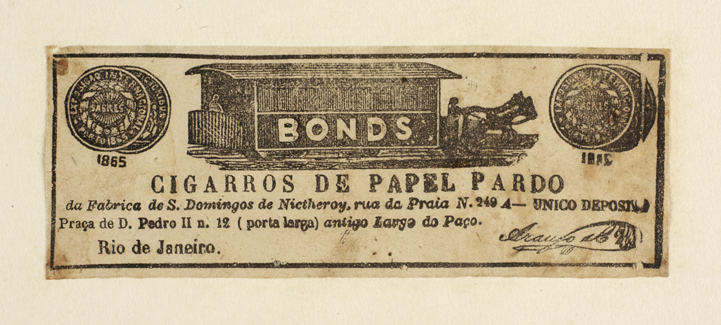 BONDS
1865
CIGARROS DE PAPEL PARDO
da Fabrica de S. Domingos de Nictheroy, rua da Praia N. 249 A — UNICO DEPOSITO
Praça de D. Pedro II n. 12 ( porta larga) antigo Largo do Paço.
Rio de Janeiro.